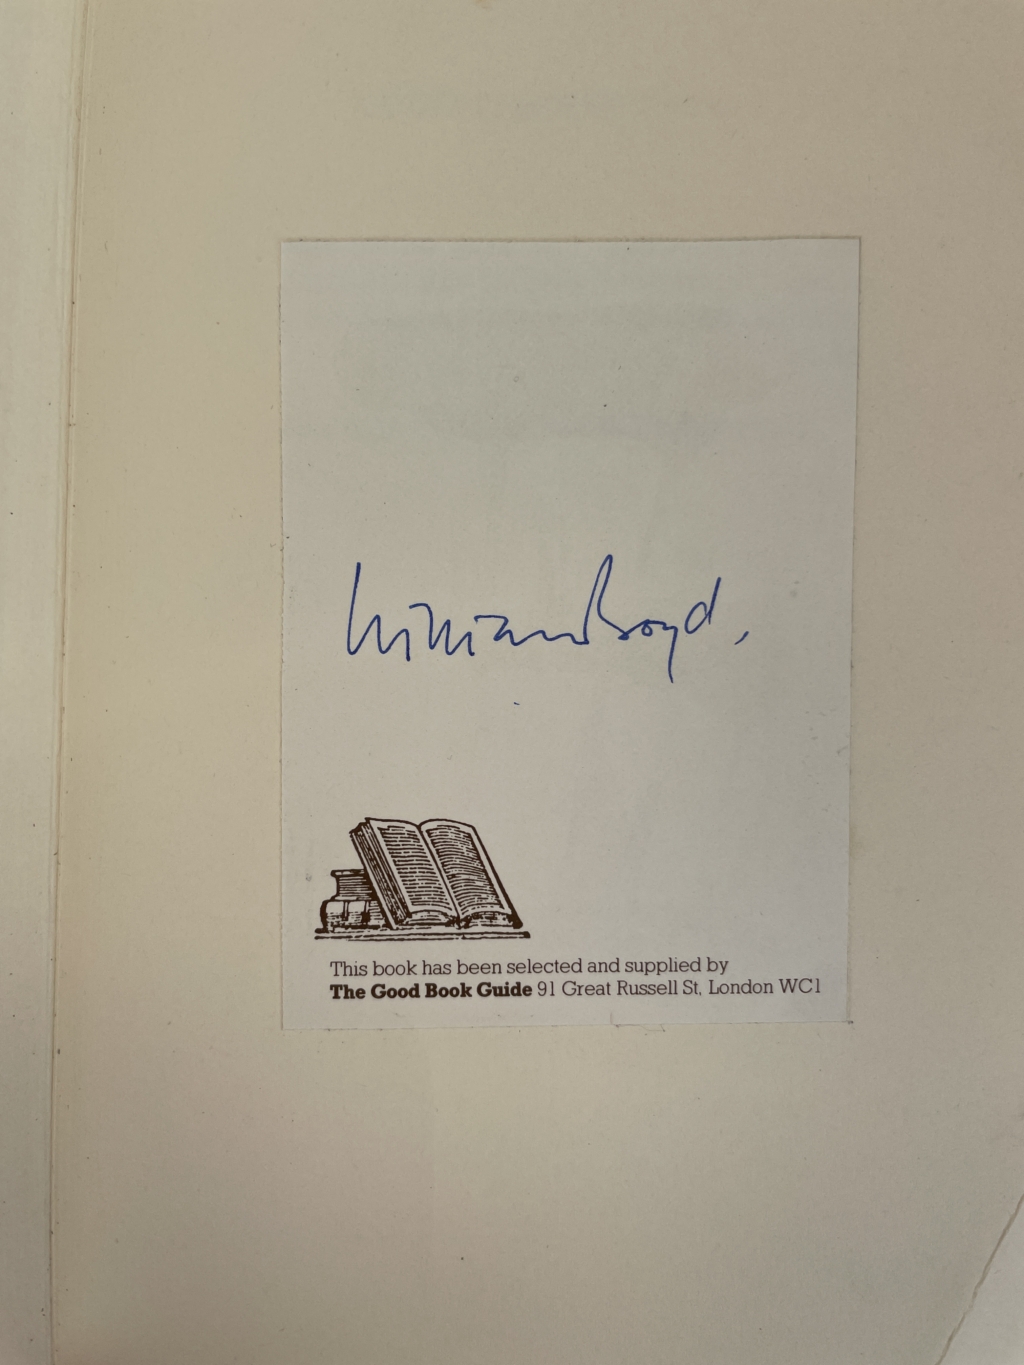 William Boyd,
This book has been selected and supplied by
The Good Book Guide 91 Great Russell St, London WC1